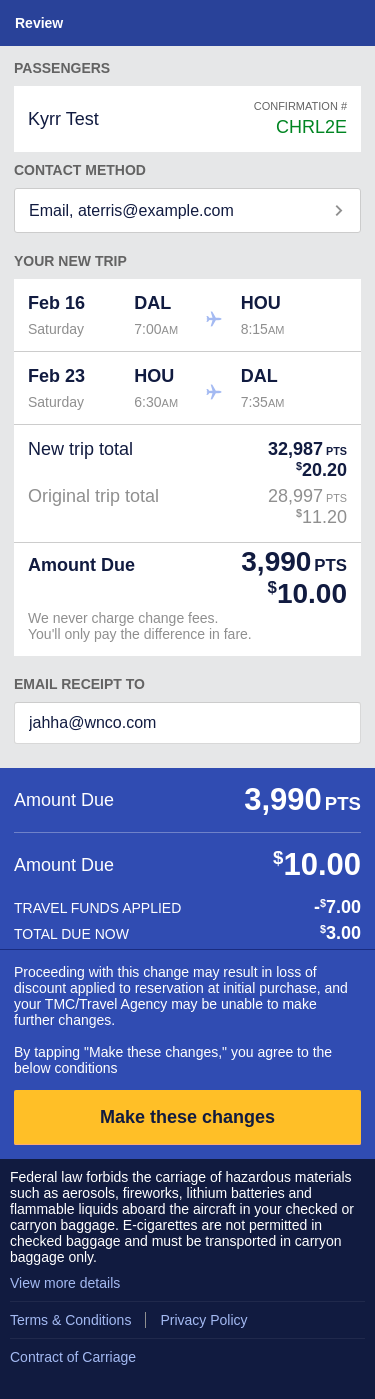 Review
PASSENGERS
Kyrr Test
CONFIRMATION #
CHRL2E
CONTACT METHOD
Email, aterris@example.com
YOUR NEW TRIP
Feb 16 DAL HOU
Saturday 7:00AM 8:15AM
Feb 23 HOU DAL
Saturday 6:30AM 7:35AM
New trip total 32,987 PTS
$20.20
Original trip total 28,997 PTS
$11.20
Amount Due 3,990 PTS
$10.00
We never charge change fees.
You'll only pay the difference in fare.
EMAIL RECEIPT TO
jahha@wnco.com
Amount Due 3,990 PTS
Amount Due $10.00
TRAVEL FUNDS APPLIED -$7.00
TOTAL DUE NOW $3.00
Proceeding with this change may result in loss of
discount applied to reservation at initial purchase, and
your TMC/Travel Agency may be unable to make
further changes.
By tapping "Make these changes," you agree to the
below conditions
Make these changes
Federal law forbids the carriage of hazardous materials
such as aerosols, fireworks, lithium batteries and
flammable liquids aboard the aircraft in your checked or
carryon baggage. E-cigarettes are not permitted in
checked baggage and must be transported in carryon
baggage only.
View more details
Terms & Conditions Privacy Policy
Contract of Carriage